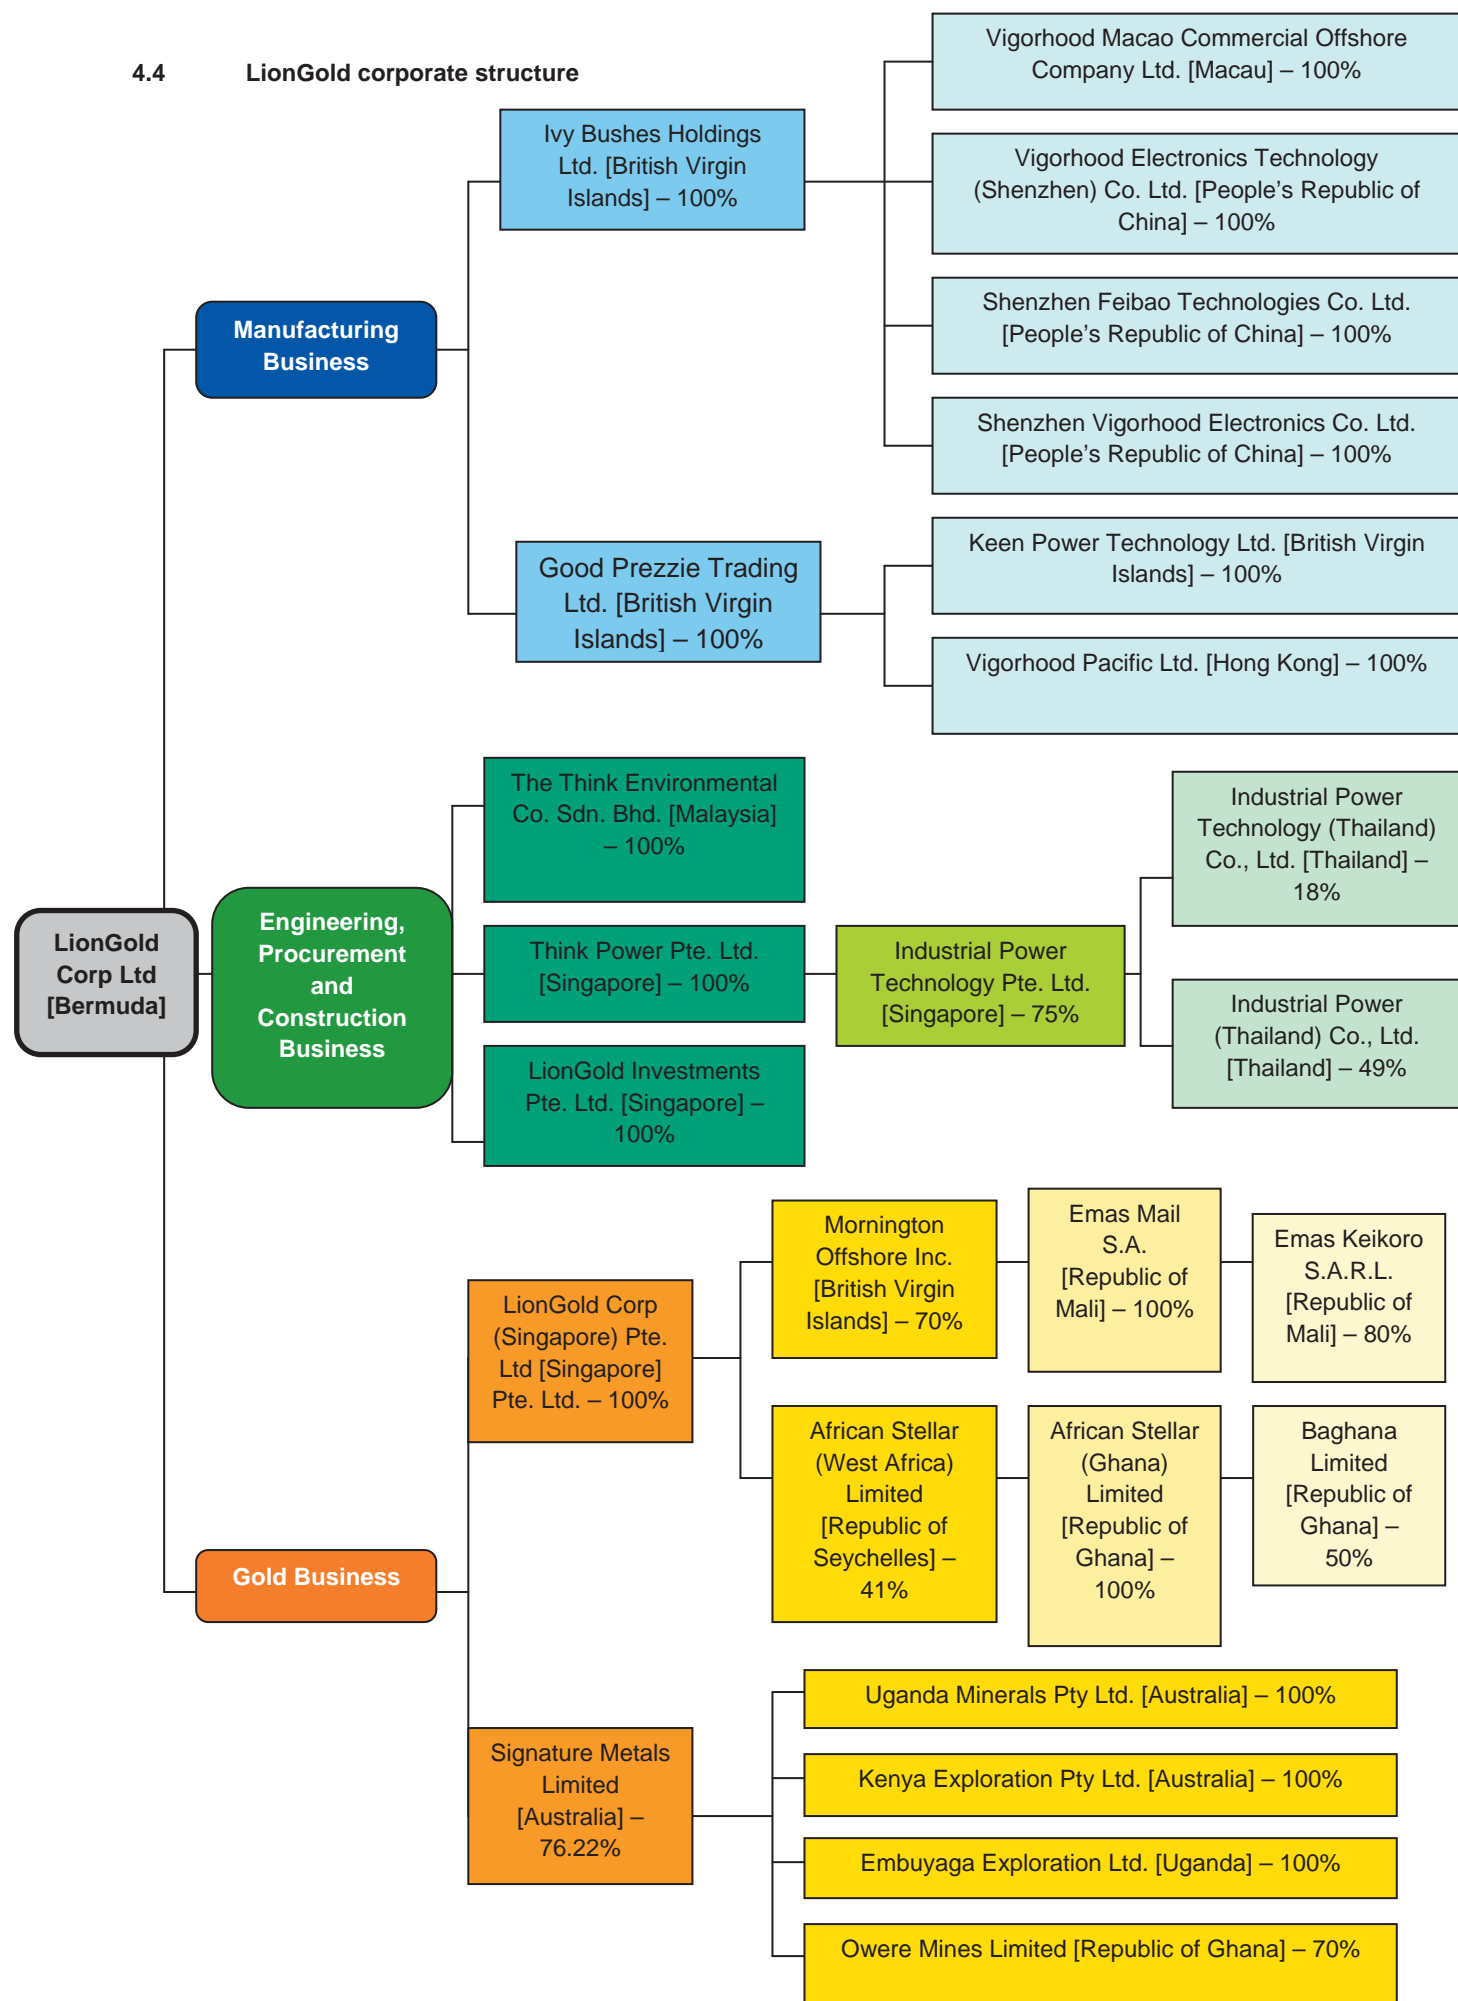 4.4 LionGold corporate structure
Vigorhood Macao Commercial Offshore
Company Ltd. [Macau] – 100%
Ivy Bushes Holdings
Ltd. [British Virgin
Islands] – 100%
Vigorhood Electronics Technology
(Shenzhen) Co. Ltd. [People's Republic of
China] – 100%
Shenzhen Feibao Technologies Co. Ltd.
[People's Republic of China] – 100%
Manufacturing
Business
Shenzhen Vigorhood Electronics Co. Ltd.
[People's Republic of China] – 100%
Good Prezzie Trading
Ltd. [British Virgin
Islands] – 100%
Keen Power Technology Ltd. [British Virgin
Islands] – 100%
Vigorhood Pacific Ltd. [Hong Kong] – 100%
The Think Environmental
Co. Sdn. Bhd. [Malaysia]
– 100%
Industrial Power
Technology (Thailand)
Co., Ltd. [Thailand] –
18%
LionGold
Corp Ltd
[Bermuda]
Engineering,
Procurement
and
Construction
Business
Think Power Pte. Ltd.
[Singapore] – 100%
Industrial Power
Technology Pte. Ltd.
[Singapore] – 75%
Industrial Power
(Thailand) Co., Ltd.
[Thailand] – 49%
LionGold Investments
Pte. Ltd. [Singapore] –
100%
Mornington
Offshore Inc.
[British Virgin
Islands] – 70%
Emas Mail
S.A.
[Republic of
Mali] – 100%
Emas Keikoro
S.A.R.L.
[Republic of
Mali] – 80%
LionGold Corp
(Singapore) Pte.
Ltd [Singapore]
Pte. Ltd. – 100%
African Stellar
(West Africa)
Limited
[Republic of
Seychelles] –
41%
African Stellar
(Ghana)
Limited
[Republic of
Ghana] –
100%
Baghana
Limited
[Republic of
Ghana] –
50%
Gold Business
Signature Metals
Limited
[Australia] –
76.22%
Uganda Minerals Pty Ltd. [Australia] – 100%
Kenya Exploration Pty Ltd. [Australia] – 100%
Embuyaga Exploration Ltd. [Uganda] – 100%
Owere Mines Limited [Republic of Ghana] – 70%